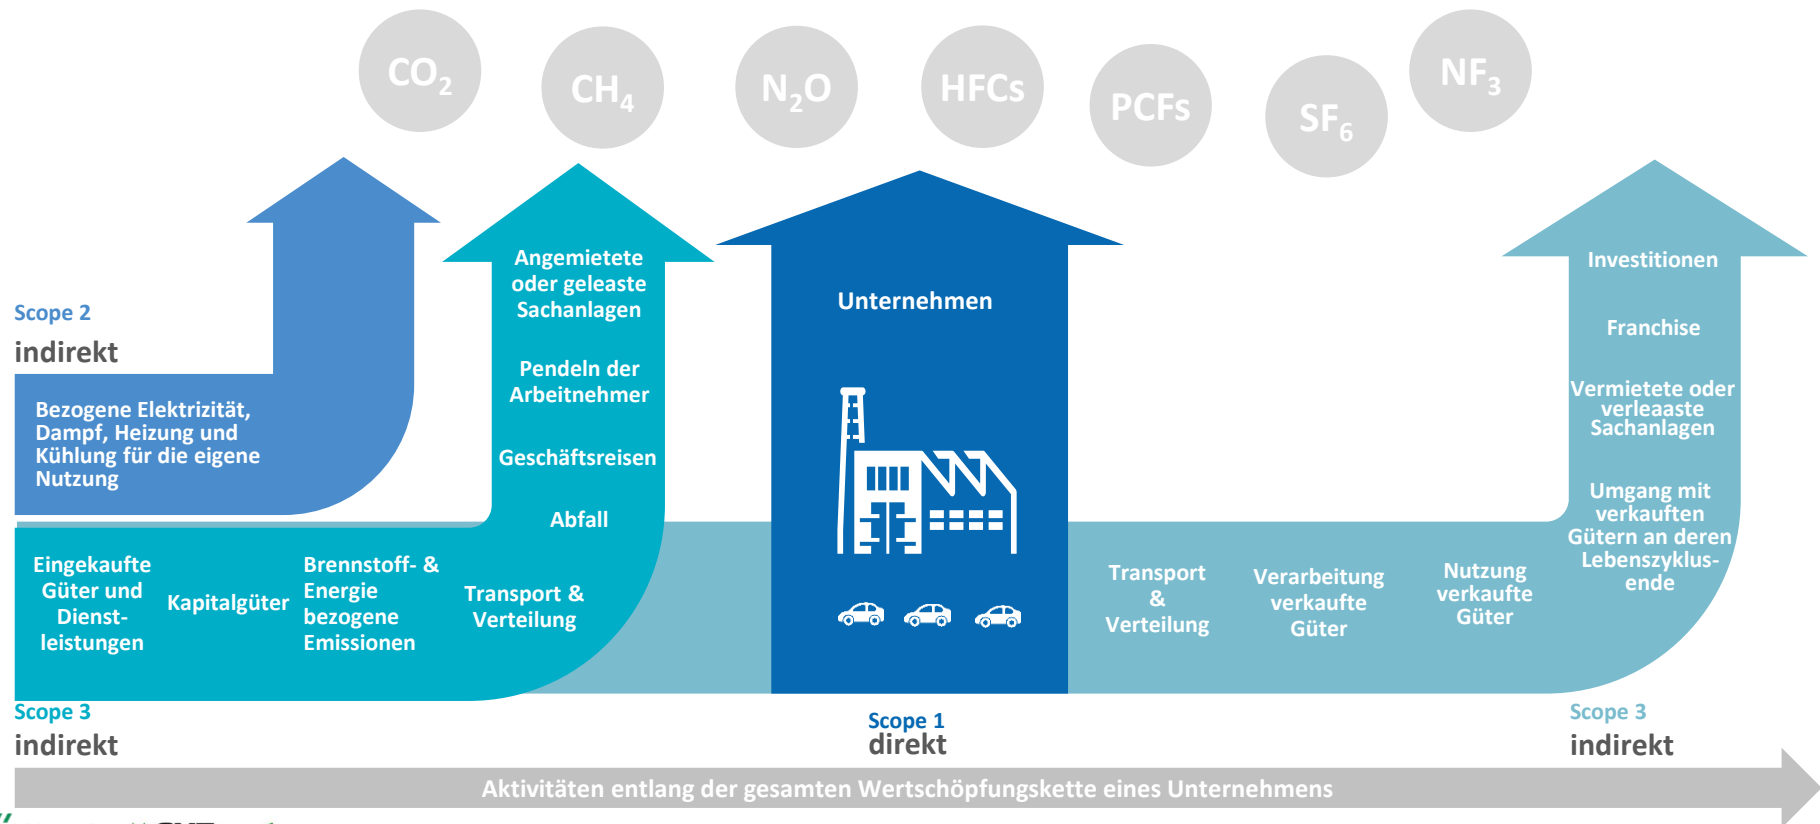 CO₂
CH₄
N₂O
HFCs
PCFs
SF₆
NF₃
Scope 2
indirekt
Bezogene Elektrizität,
Dampf, Heizung und
Kühlung für die eigene
Nutzung
Angemietete
oder geleaste
Sachanlagen
Pendeln der
Arbeitnehmer
Geschäftsreisen
Abfall
Eingekaufte
Güter und
Dienst-
leistungen
Kapitalgüter
Brennstoff- &
Energie
bezogene
Emissionen
Transport &
Verteilung
Unternehmen
Transport
&
Verteilung
Verarbeitung
verkaufte
Güter
Nutzung
verkaufte
Güter
Investitionen
Franchise
Vermietete oder
verleaaste
Sachanlagen
Umgang mit
verkauften
Gütern an deren
Lebenszyklus-
ende
Scope 3
indirekt
Scope 1
direkt
Scope 3
indirekt
Aktivitäten entlang der gesamten Wertschöpfungskette eines Unternehmens